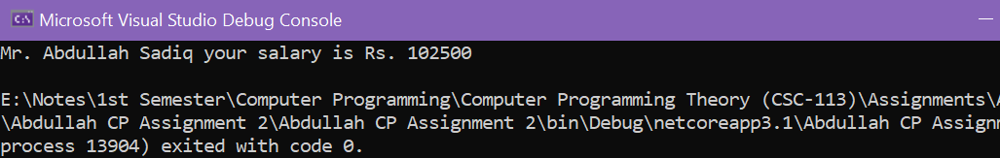 Microsoft Visual Studio Debug Console
Mr. Abdullah Sadiq your salary is Rs. 102500
E:\Notes\1st Semester\Computer Programming\Computer Programming Theory (CSC-113)\Assignments\
\Abdullah CP Assignment 2\Abdullah CP Assignment 2\bin\Debug\netcoreapp3.1\Abdullah CP Assign
process 13904) exited with code 0.